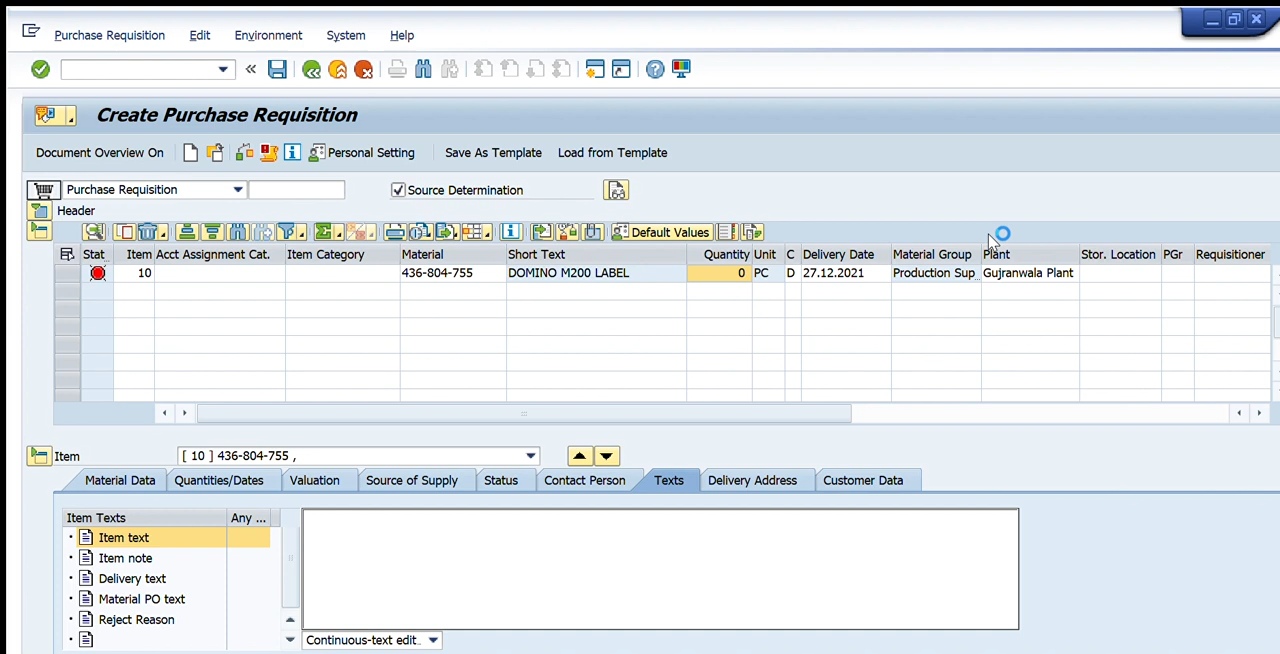 Purchase Requisition Edit Environment System Help
Create Purchase Requisition
Document Overview On Personal Setting Save As Template Load from Template
Purchase Requisition Source Determination
Header
Default Values
Stat Item Acct Assignment Cat. Item Category Material Short Text Quantity Unit C Delivery Date Material Group Plant Stor. Location PGr Requisitioner
10 436-804-755 DOMINO M200 LABEL 0 PC D 27.12.2021 Production Sup Gujranwala Plant
Item [ 10 ] 436-804-755 ,
Material Data Quantities/Dates Valuation Source of Supply Status Contact Person Texts Delivery Address Customer Data
Item Texts Any ...
Item text
Item note
Delivery text
Material PO text
Reject Reason
Continuous-text edit